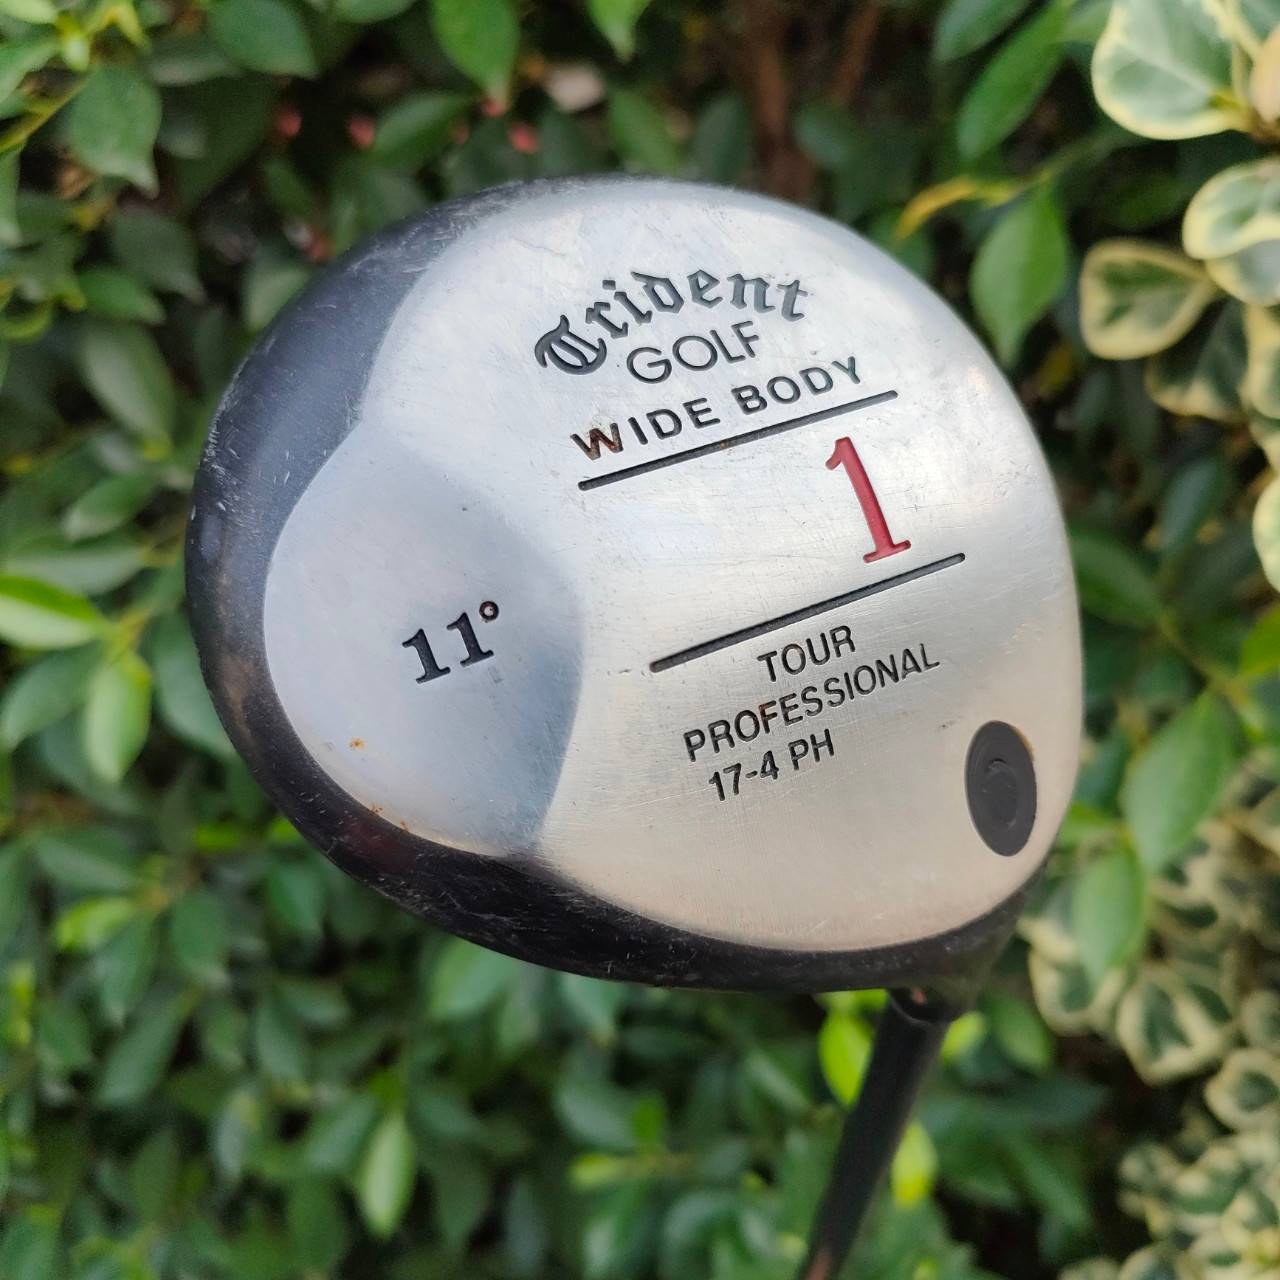 Trident
GOLF
WIDE BODY
1
11°
TOUR
PROFESSIONAL
17-4 PH